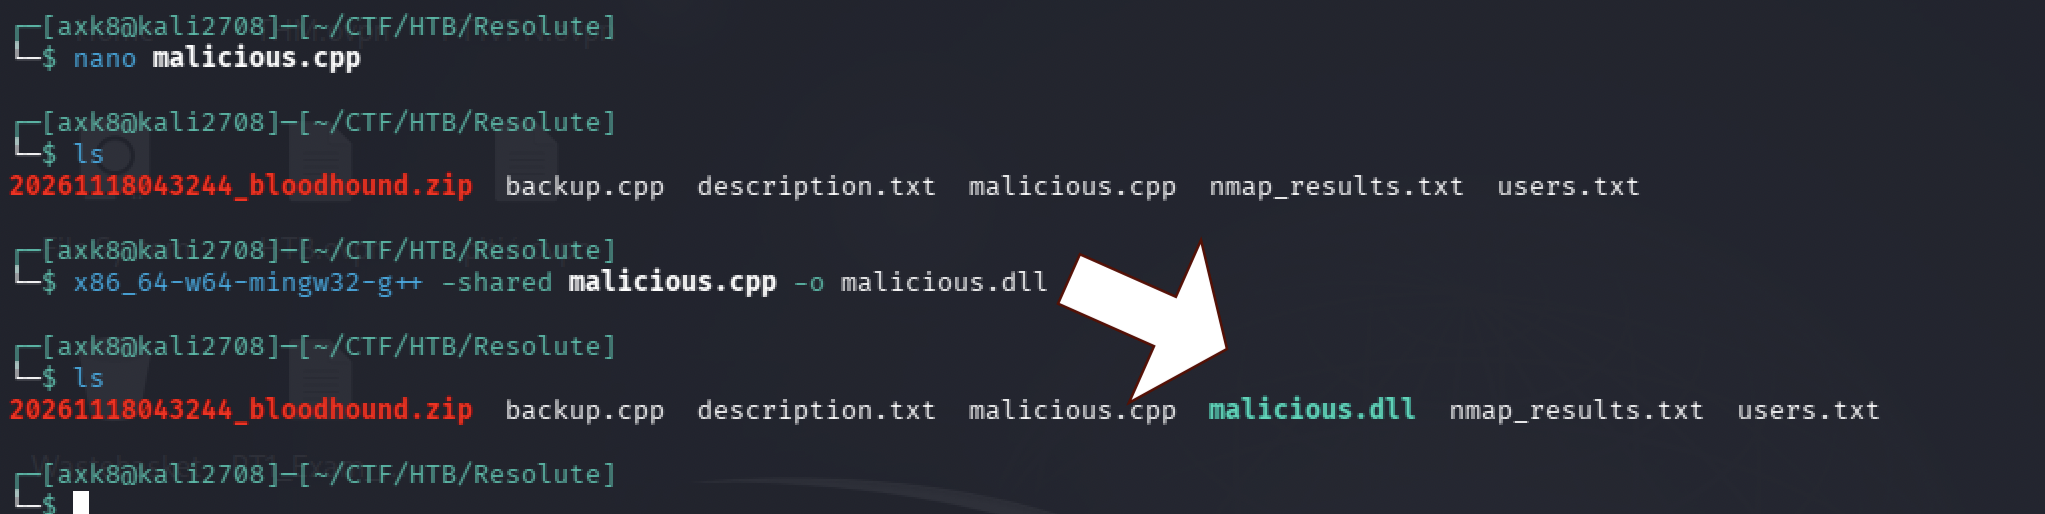 ┌─[axk8@kali2708]─[~/CTF/HTB/Resolute]
└─$ nano malicious.cpp
┌─[axk8@kali2708]─[~/CTF/HTB/Resolute]
└─$ ls
20261118043244_bloodhound.zip  backup.cpp  description.txt  malicious.cpp  nmap_results.txt  users.txt
┌─[axk8@kali2708]─[~/CTF/HTB/Resolute]
└─$ x86_64-w64-mingw32-g++ -shared malicious.cpp -o malicious.dll
┌─[axk8@kali2708]─[~/CTF/HTB/Resolute]
└─$ ls
20261118043244_bloodhound.zip  backup.cpp  description.txt  malicious.cpp  malicious.dll  nmap_results.txt  users.txt
┌─[axk8@kali2708]─[~/CTF/HTB/Resolute]
└─$